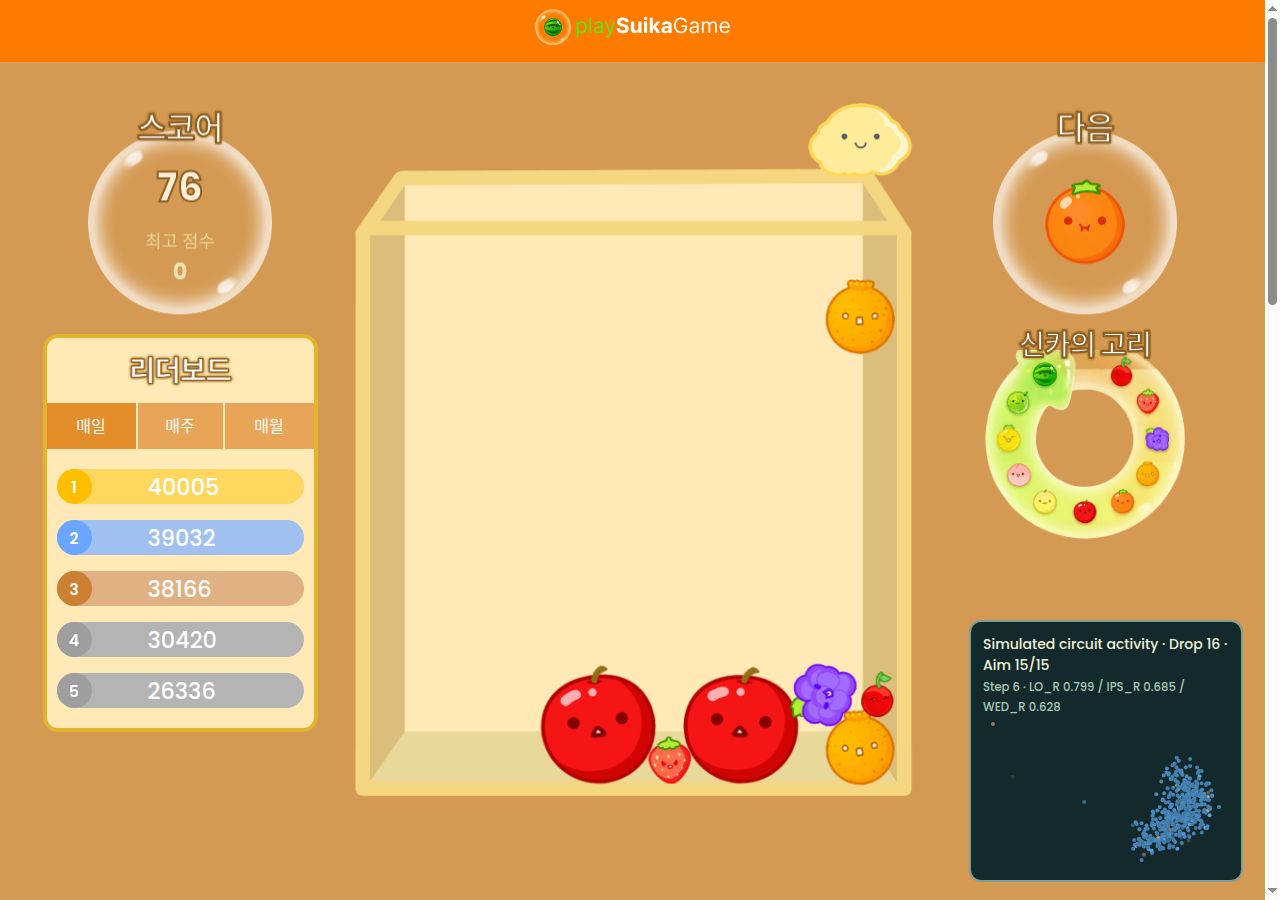 playSuikaGame
스코어
76
최고 점수
0
다음
신카의 고리
리더보드
매일 매주 매월
1 40005
2 39032
3 38166
4 30420
5 26336
Simulated circuit activity · Drop 16 ·
Aim 15/15
Step 6 · LO_R 0.799 / IPS_R 0.685 /
WED_R 0.628